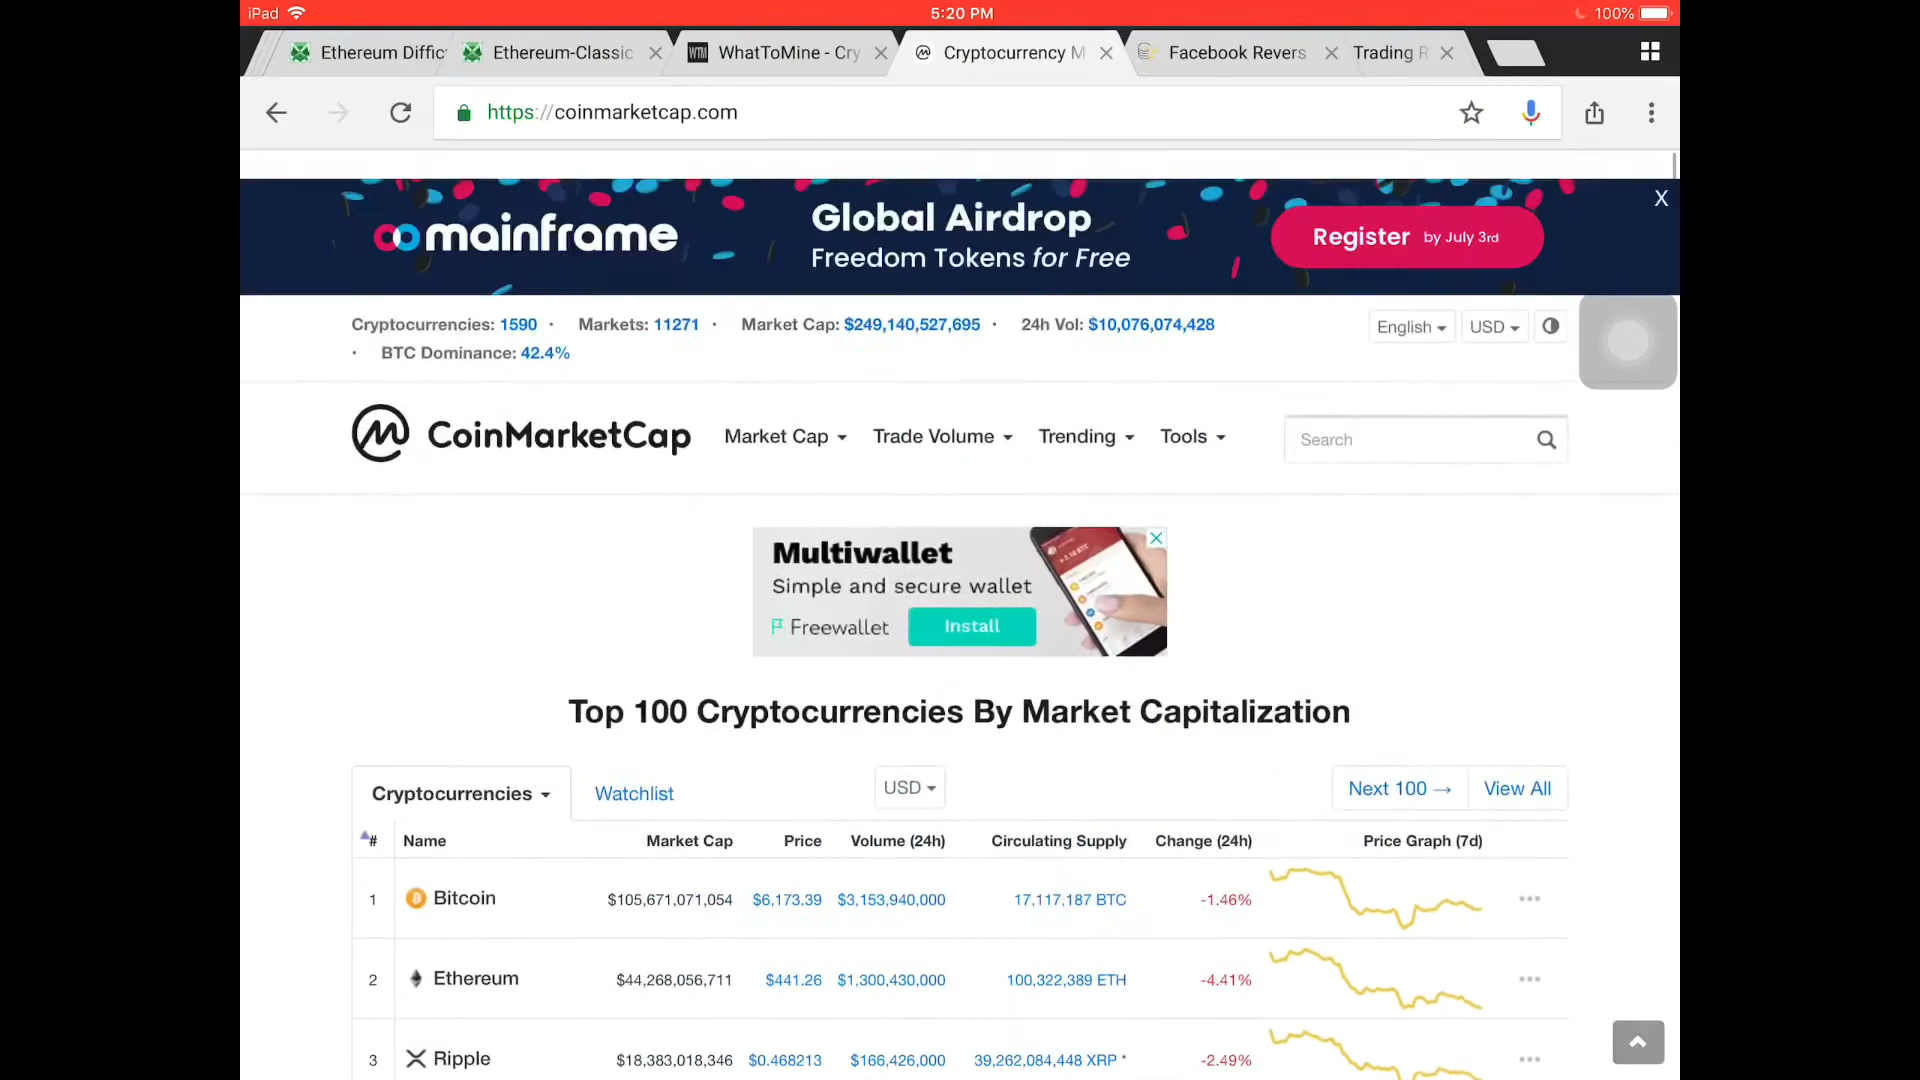 iPad 5:20 PM 100%
Ethereum Diffic Ethereum-Classic WhatToMine - Cry Cryptocurrency M Facebook Revers Trading R
https://coinmarketcap.com
mainframe Global Airdrop Register by July 3rd X
Freedom Tokens for Free
Cryptocurrencies: 1590 · Markets: 11271 · Market Cap: $249,140,527,695 · 24h Vol: $10,076,074,428 English USD
· BTC Dominance: 42.4%
CoinMarketCap Market Cap Trade Volume Trending Tools Search
Multiwallet
Simple and secure wallet
Freewallet Install
Top 100 Cryptocurrencies By Market Capitalization
Cryptocurrencies Watchlist USD Next 100 → View All
# Name Market Cap Price Volume (24h) Circulating Supply Change (24h) Price Graph (7d)
1 Bitcoin $105,671,071,054 $6,173.39 $3,153,940,000 17,117,187 BTC -1.46%
2 Ethereum $44,268,056,711 $441.26 $1,300,430,000 100,322,389 ETH -4.41%
3 Ripple $18,383,018,346 $0.468213 $166,426,000 39,262,084,448 XRP * -2.49%